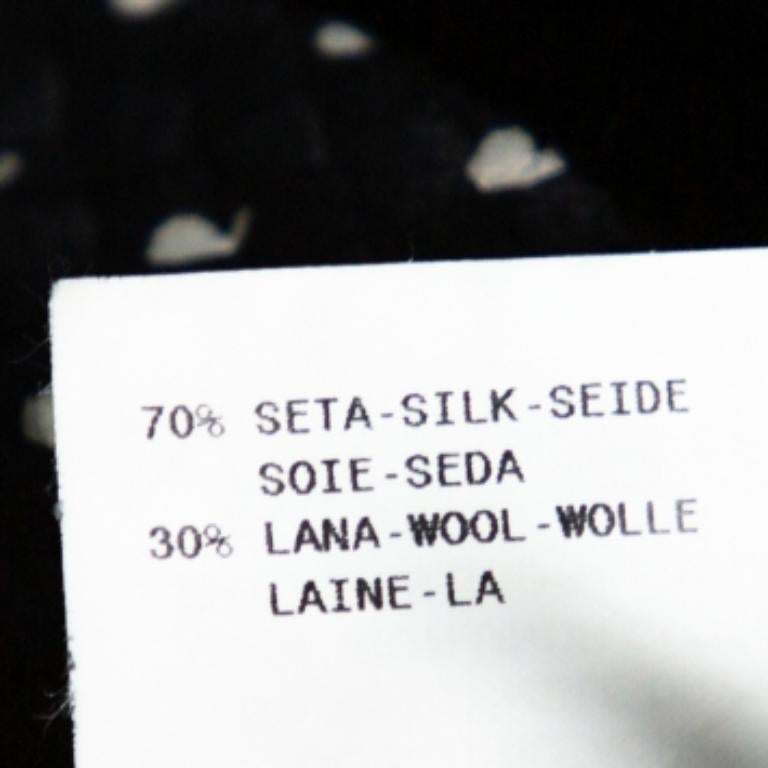 70% SETA-SILK-SEIDE
SOIE-SEDA
30% LANA-WOOL-WOLLE
LAINE-LA